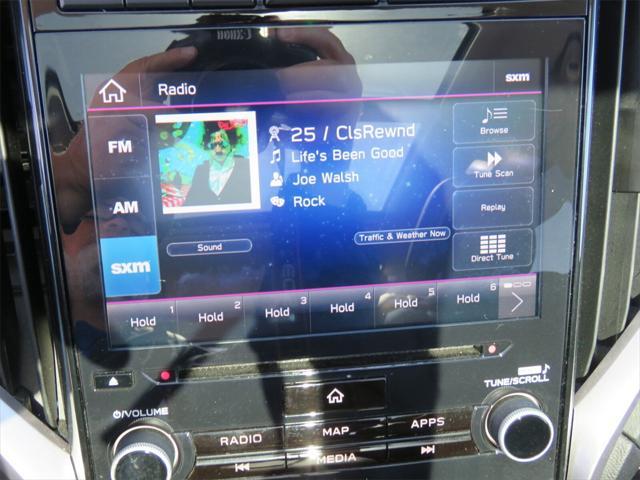 Canon
Radio
sxm
FM
AM
sxm
25 / ClsRewnd
Life's Been Good
Joe Walsh
Rock
Browse
Tune Scan
Replay
Direct Tune
Sound
Traffic & Weather Now
Hold 1
Hold 2
Hold 3
Hold 4
Hold 5
Hold 6
VOLUME
TUNE/SCROLL
RADIO
MAP
APPS
MEDIA